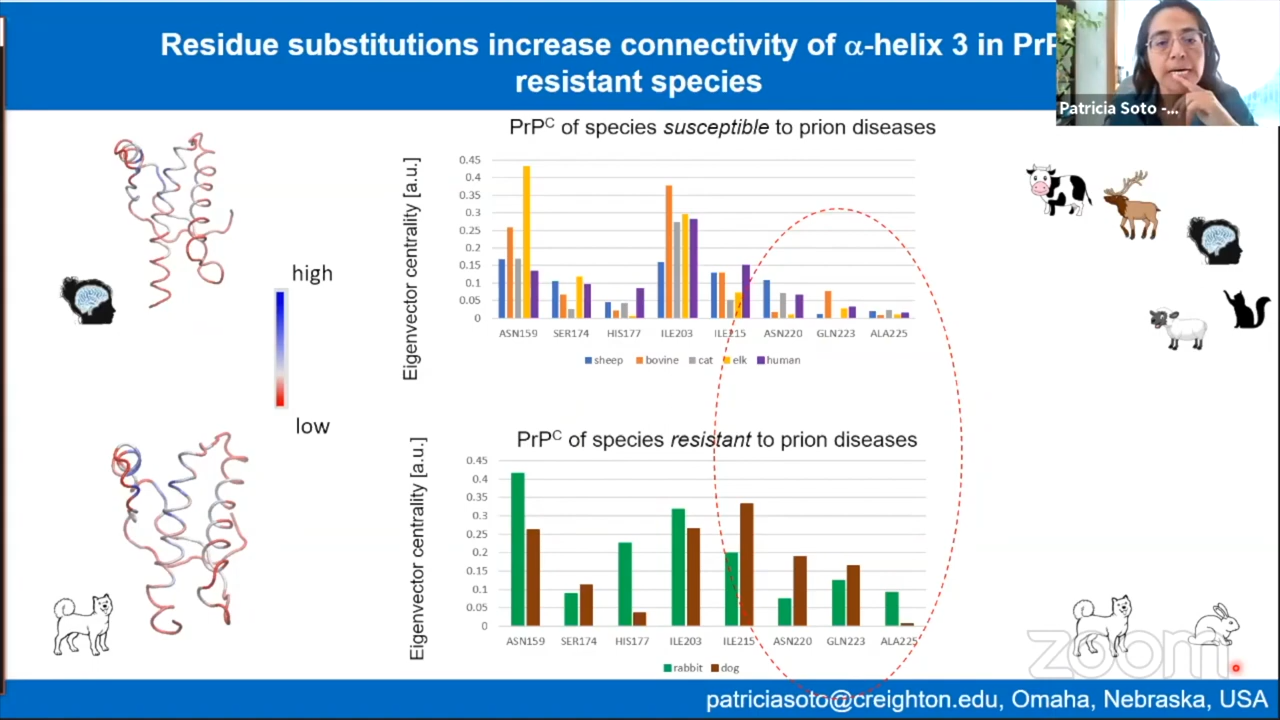 Residue substitutions increase connectivity of α-helix 3 in PrP
resistant species
Patricia Soto -...
PrPC of species susceptible to prion diseases
Eigenvector centrality [a.u.]
0.45
0.4
0.35
0.3
0.25
0.2
0.15
0.1
0.05
0
ASN159 SER174 HIS177 ILE203 ILE215 ASN220 GLN223 ALA225
sheep bovine cat elk human
high
low
PrPC of species resistant to prion diseases
Eigenvector centrality [a.u.]
0.45
0.4
0.35
0.3
0.25
0.2
0.15
0.1
0.05
0
ASN159 SER174 HIS177 ILE203 ILE215 ASN220 GLN223 ALA225
rabbit dog
zoom
patriciasoto@creighton.edu, Omaha, Nebraska, USA